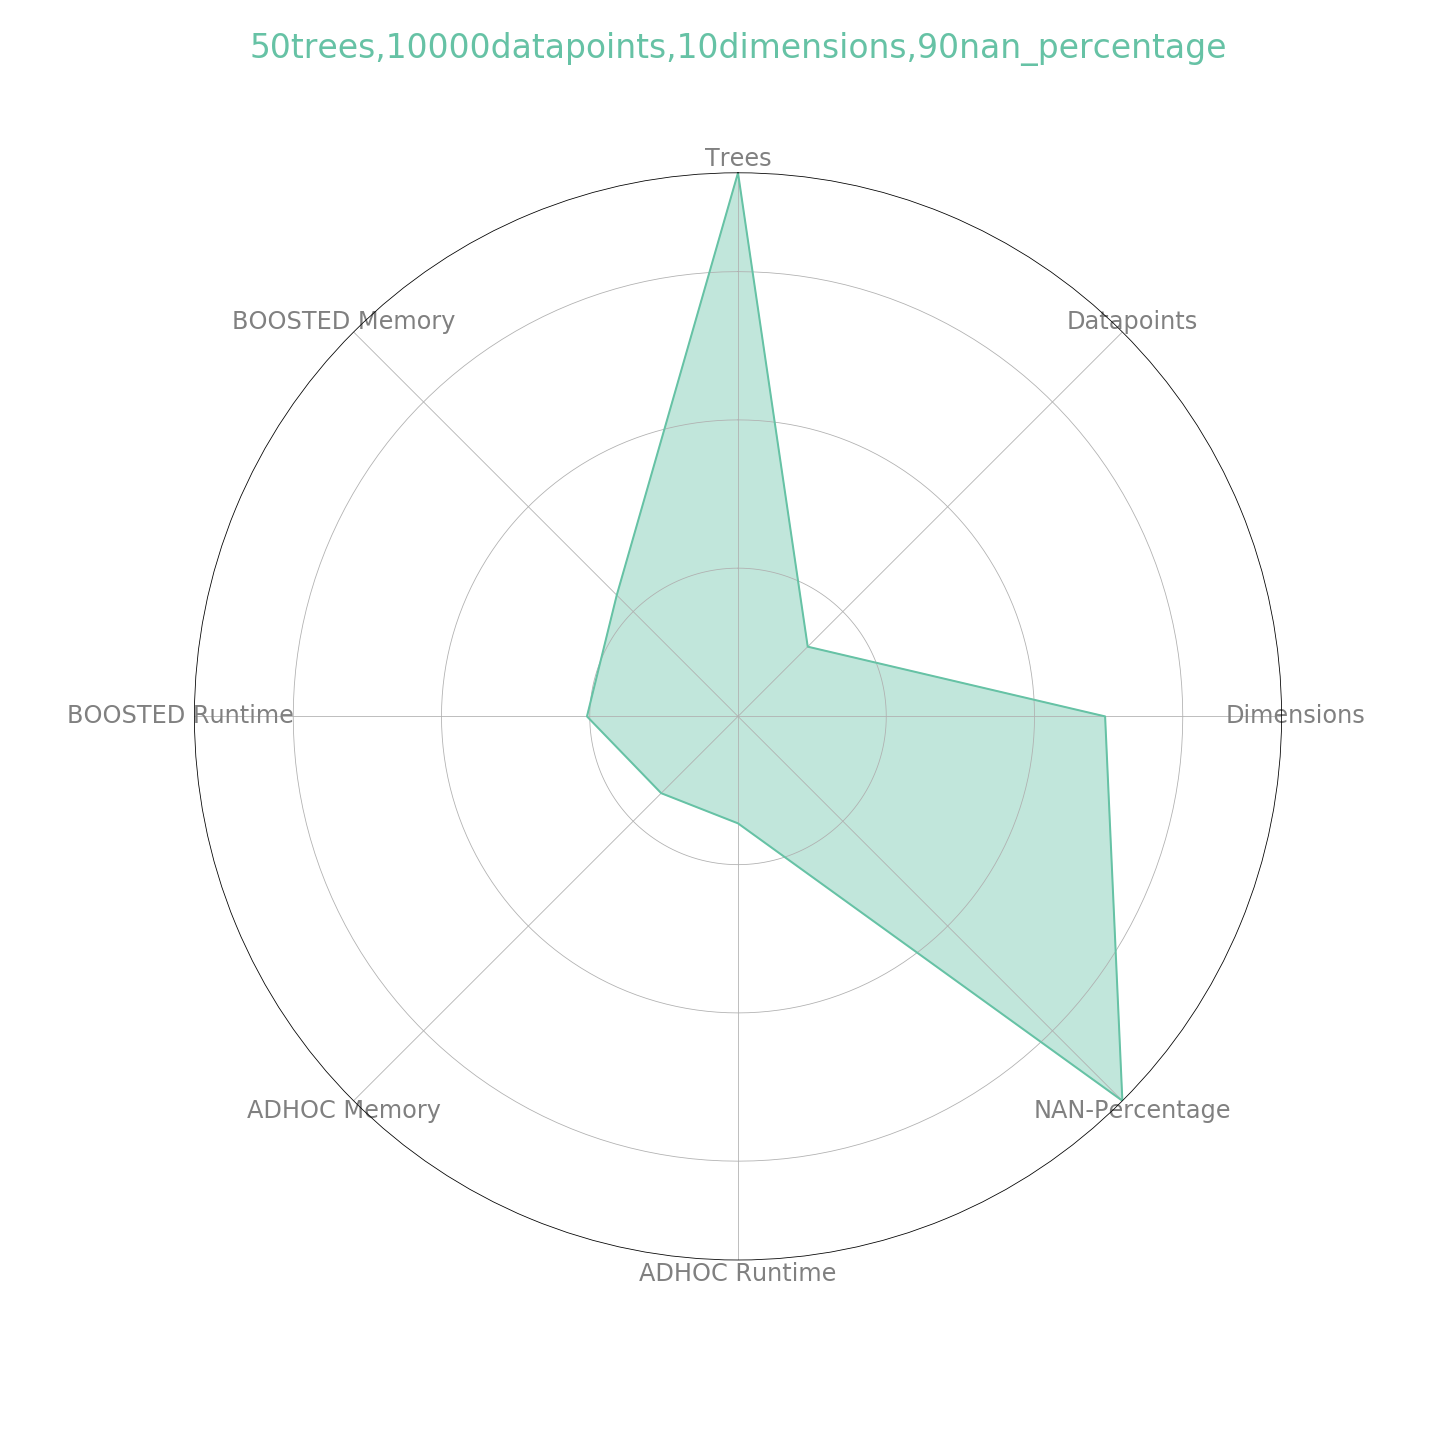 50trees,10000datapoints,10dimensions,90nan_percentage
Trees
BOOSTED Memory
Datapoints
BOOSTED Runtime
Dimensions
ADHOC Memory
NAN-Percentage
ADHOC Runtime